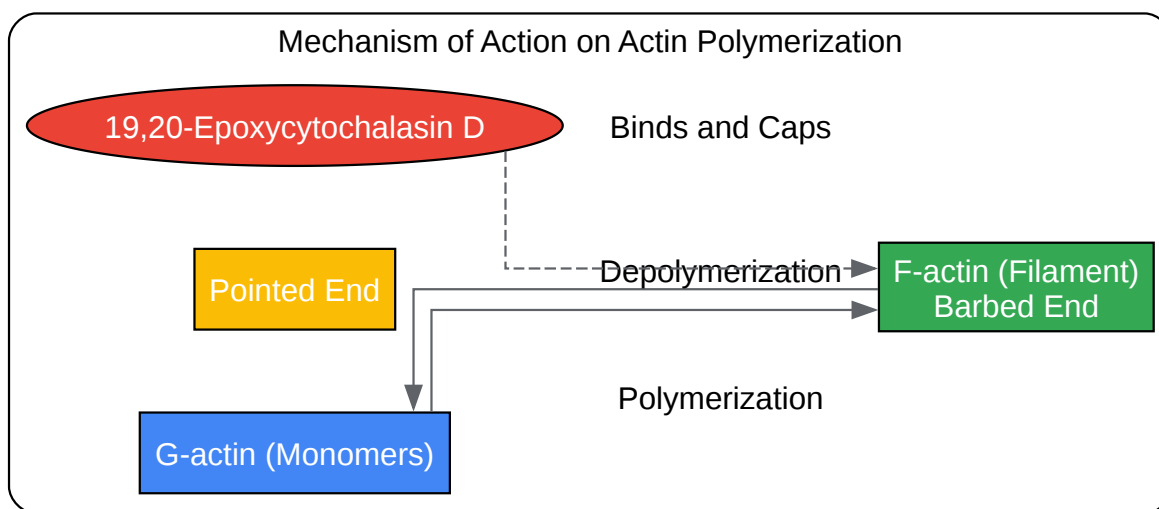 Mechanism of Action on Actin Polymerization
19,20-Epoxycytochalasin D
Binds and Caps
Pointed End
Depolymerization
F-actin (Filament)
Barbed End
Polymerization
G-actin (Monomers)